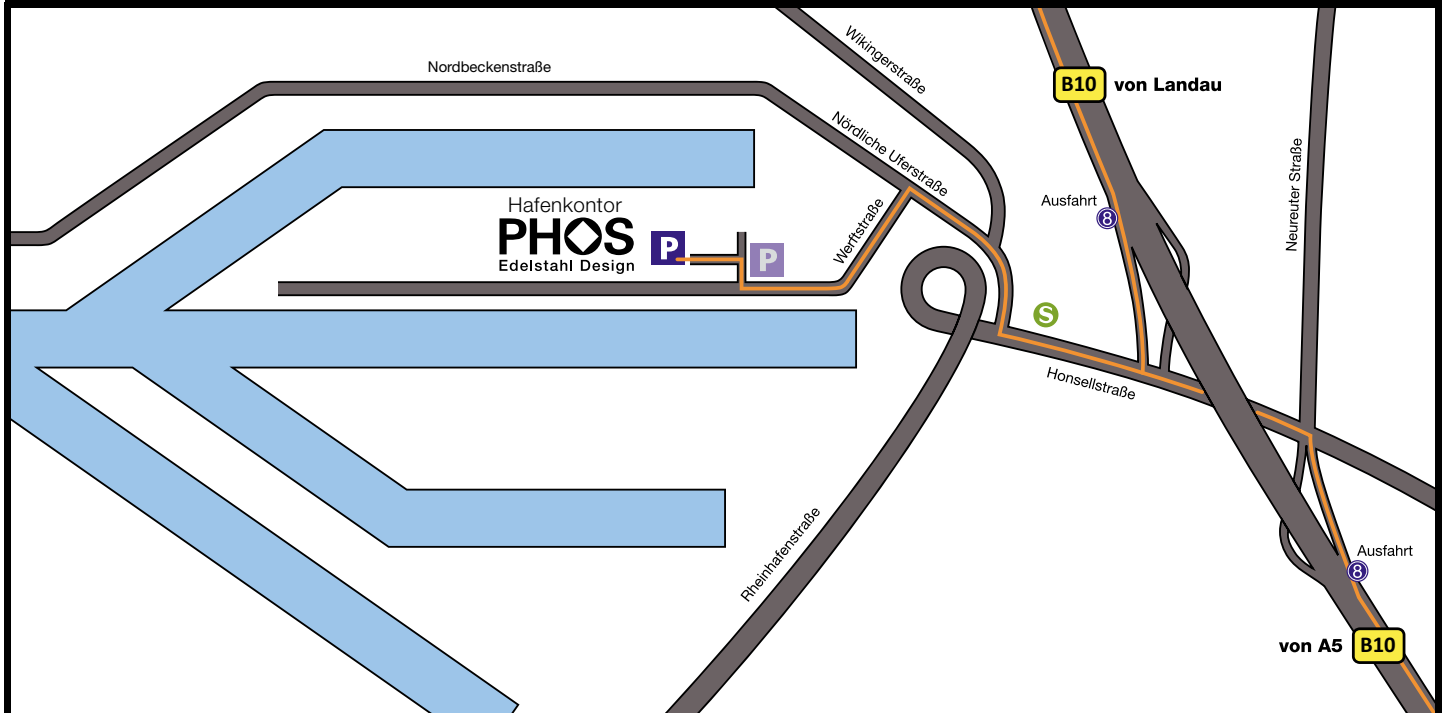 Nordbeckenstraße
Wikingerstraße
B10 von Landau
Nördliche Uferstraße
Neureuter Straße
Ausfahrt
8
Hafenkontor
PHOS
Edelstahl Design
P
P
Werftstraße
S
Honsellstraße
Rheinhafenstraße
Ausfahrt
8
von A5 B10